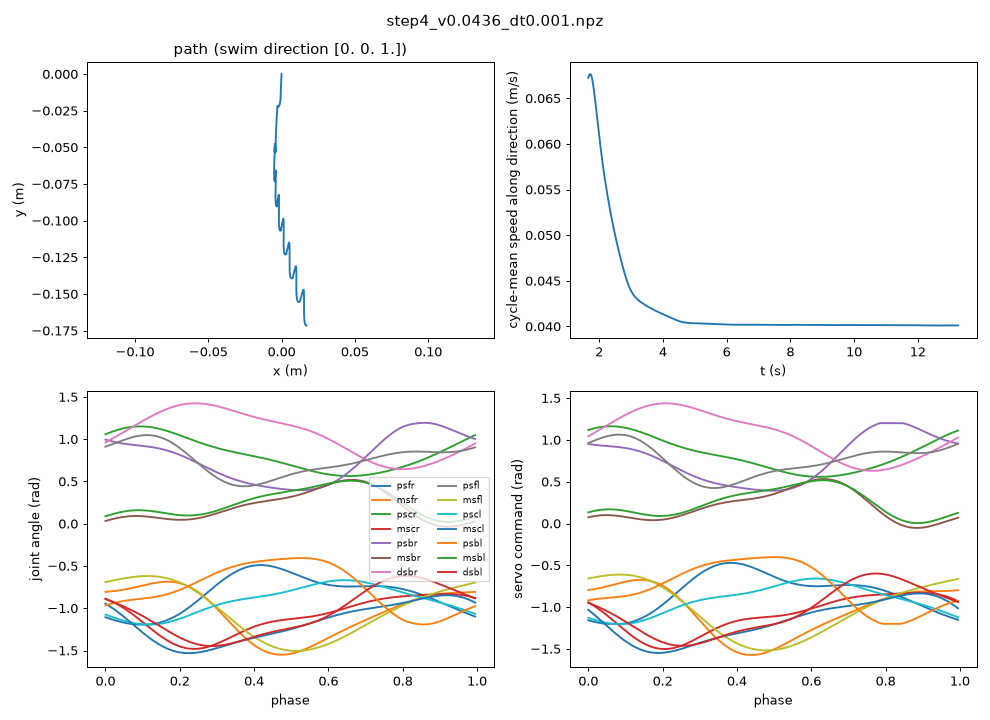 step4_v0.0436_dt0.001.npz
path (swim direction [0. 0. 1.])
0.000
−0.025
−0.050
−0.075
−0.100
−0.125
−0.150
−0.175
y (m)
−0.10
−0.05
0.00
0.05
0.10
x (m)
0.065
0.060
0.055
0.050
0.045
0.040
cycle-mean speed along direction (m/s)
2
4
6
8
10
12
t (s)
1.5
1.0
0.5
0.0
−0.5
−1.0
−1.5
joint angle (rad)
psfr
msfr
pscr
mscr
psbr
msbr
dsbr
psfl
msfl
pscl
mscl
psbl
msbl
dsbl
0.0
0.2
0.4
0.6
0.8
1.0
phase
1.5
1.0
0.5
0.0
−0.5
−1.0
−1.5
servo command (rad)
0.0
0.2
0.4
0.6
0.8
1.0
phase